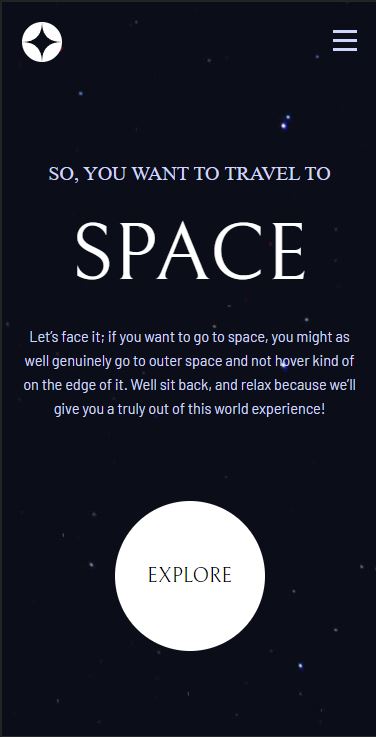 SO, YOU WANT TO TRAVEL TO
SPACE
Let’s face it; if you want to go to space, you might as
well genuinely go to outer space and not hover kind of
on the edge of it. Well sit back, and relax because we’ll
give you a truly out of this world experience!
EXPLORE